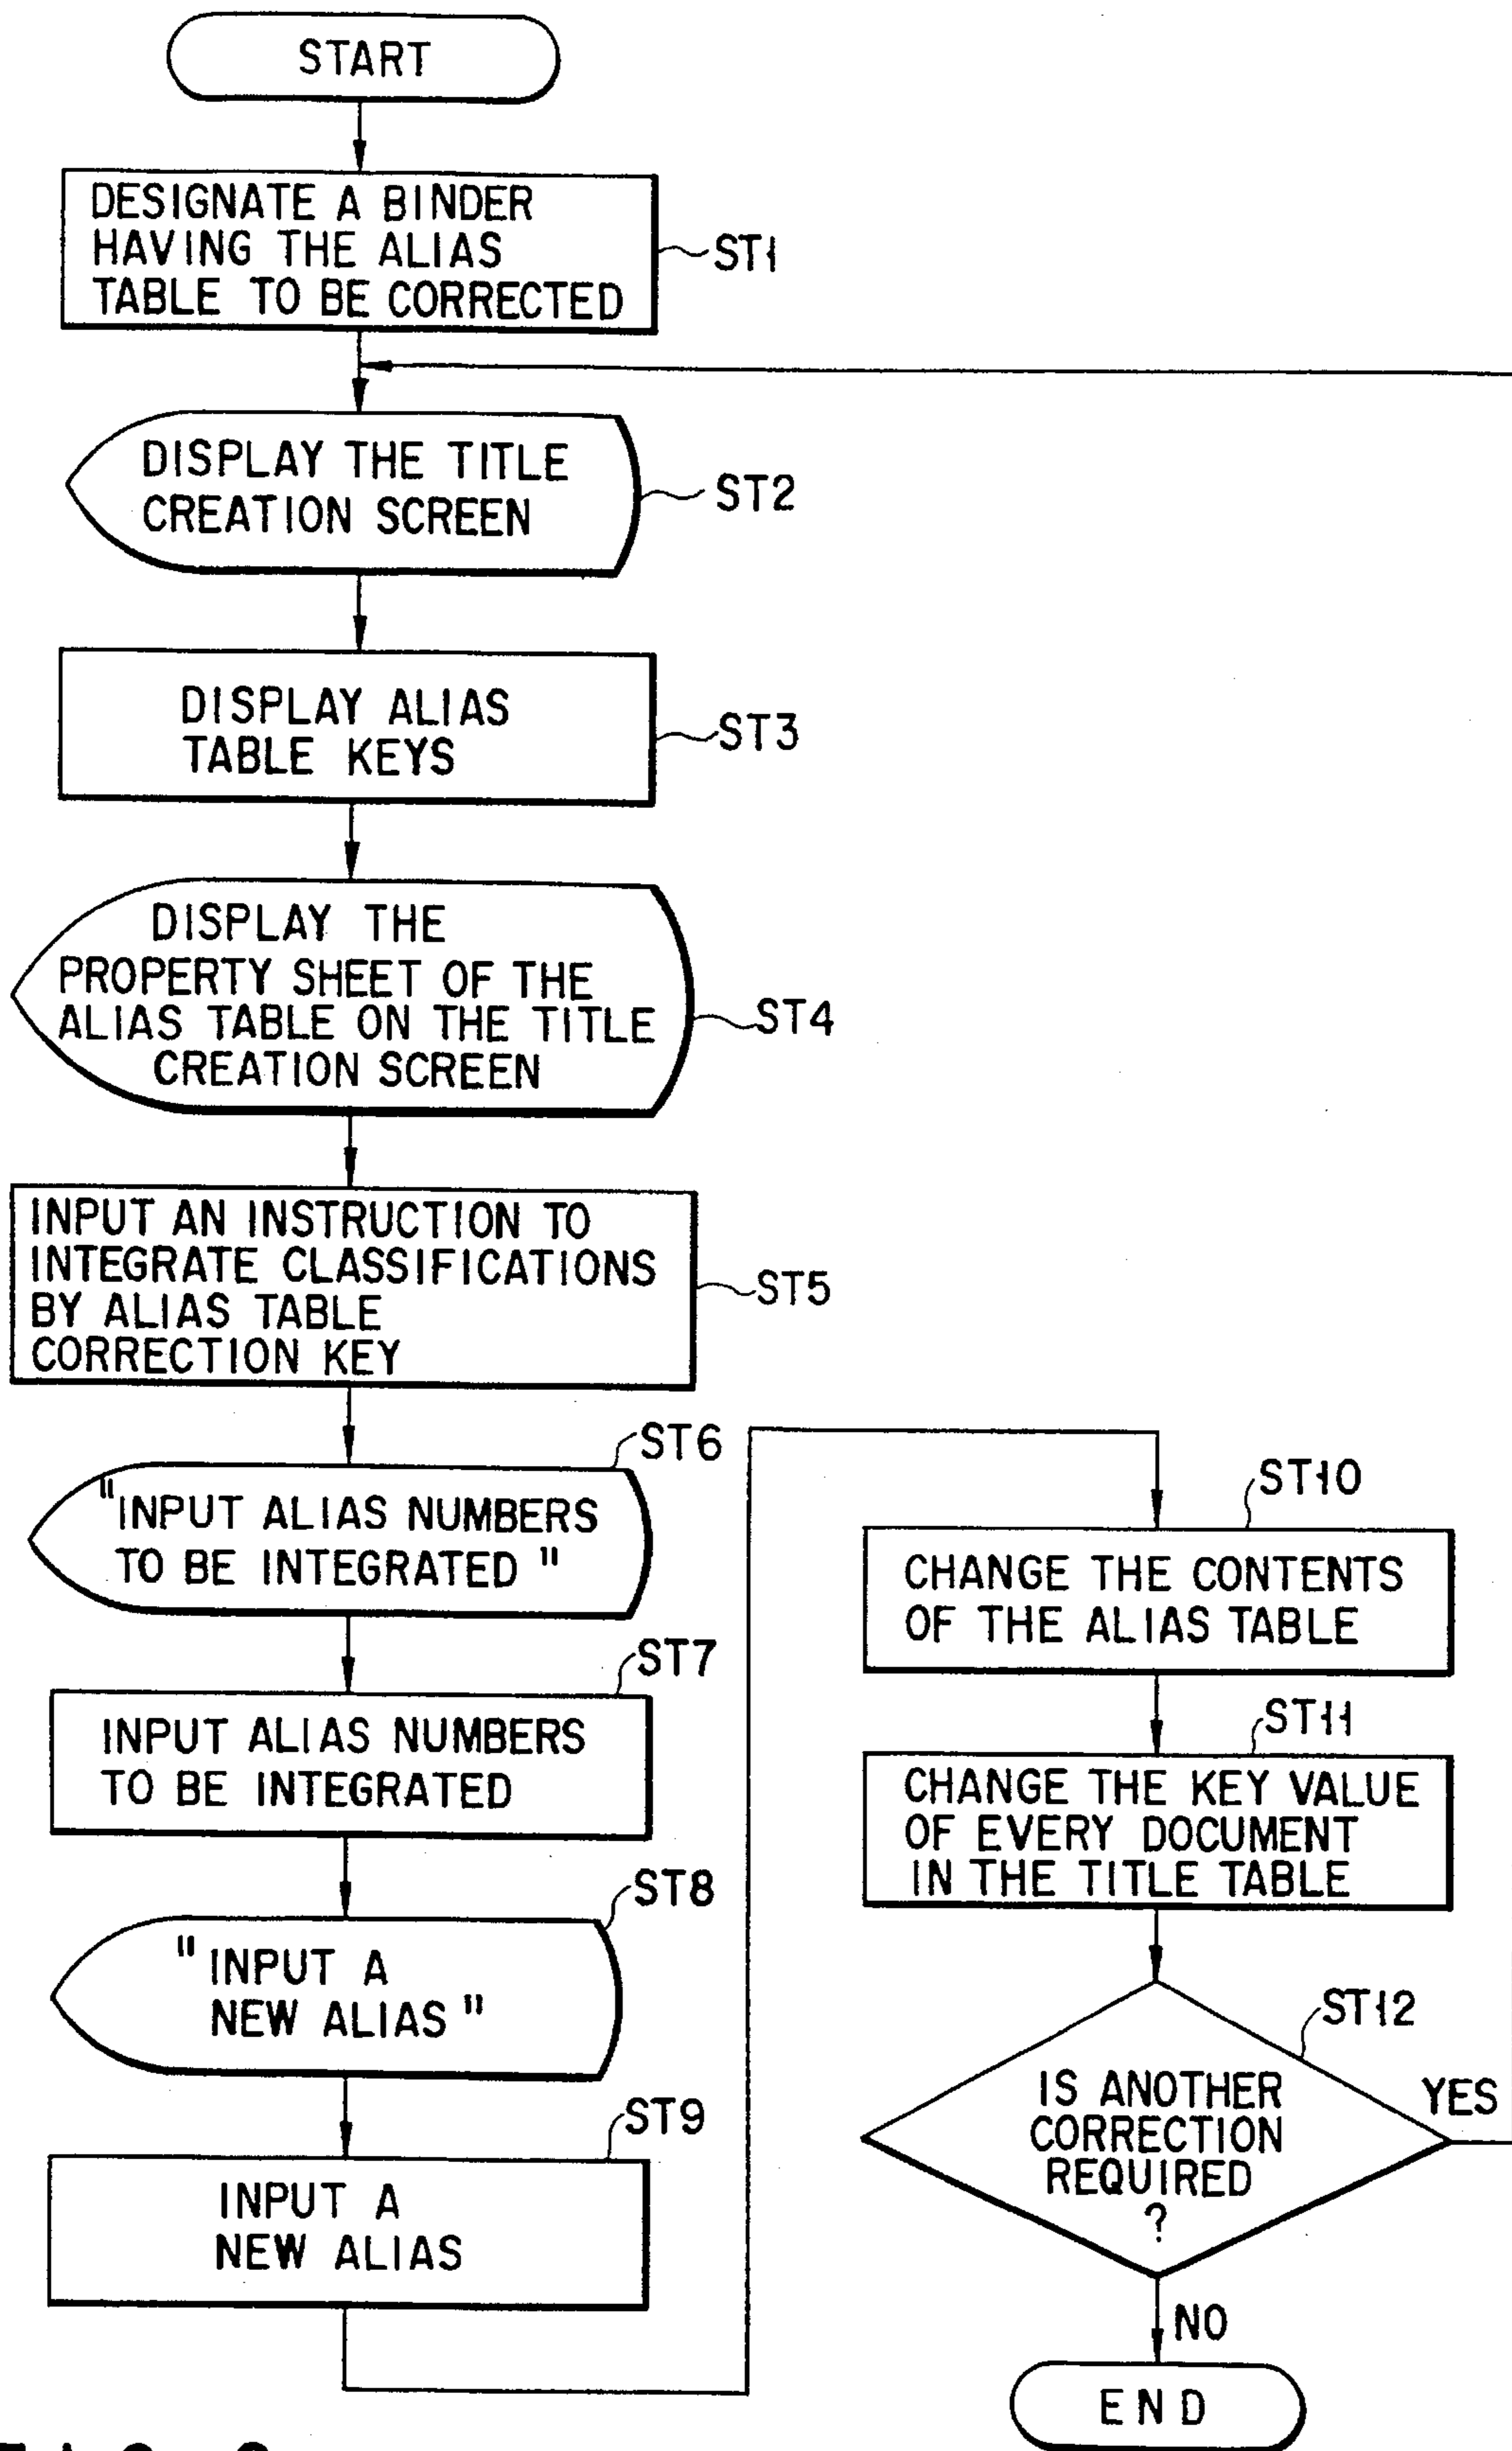 START
DESIGNATE A BINDER
HAVING THE ALIAS
TABLE TO BE CORRECTED
ST1
DISPLAY THE TITLE
CREATION SCREEN
ST2
DISPLAY ALIAS
TABLE KEYS
ST3
DISPLAY THE
PROPERTY SHEET OF THE
ALIAS TABLE ON THE TITLE
CREATION SCREEN
ST4
INPUT AN INSTRUCTION TO
INTEGRATE CLASSIFICATIONS
BY ALIAS TABLE
CORRECTION KEY
ST5
ST6
"INPUT ALIAS NUMBERS
TO BE INTEGRATED"
ST7
INPUT ALIAS NUMBERS
TO BE INTEGRATED
ST8
"INPUT A
NEW ALIAS"
ST9
INPUT A
NEW ALIAS
ST10
CHANGE THE CONTENTS
OF THE ALIAS TABLE
ST11
CHANGE THE KEY VALUE
OF EVERY DOCUMENT
IN THE TITLE TABLE
ST12
IS ANOTHER
CORRECTION
REQUIRED
?
YES
NO
END